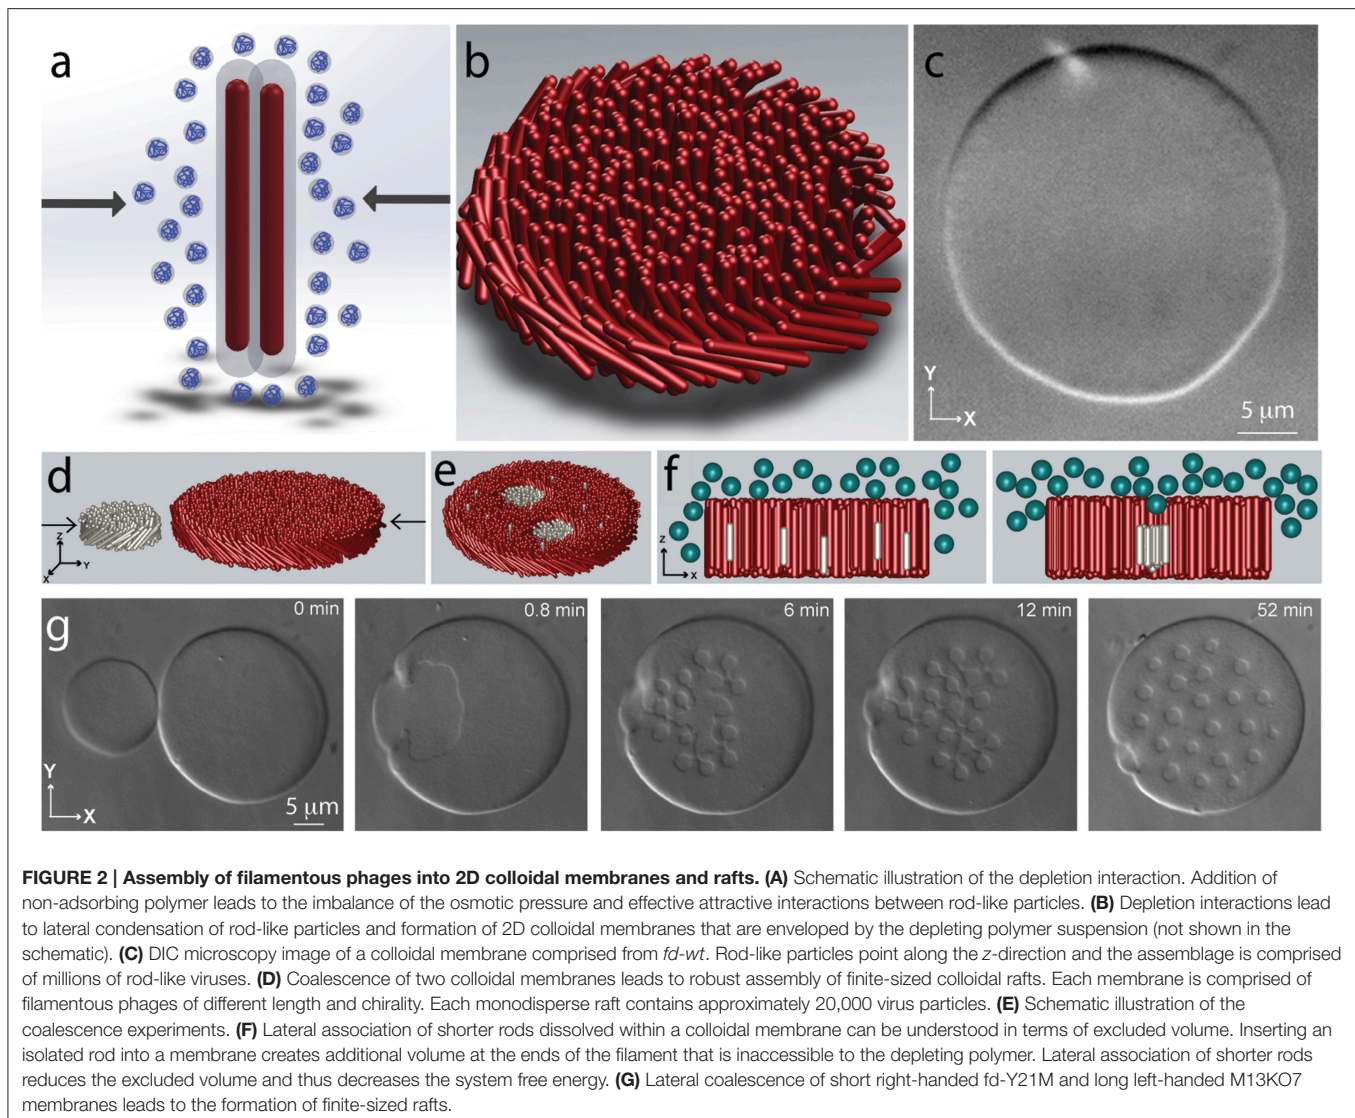 a
b
c
Y
X
5 μm
d
Z
Y
X
e
f
Z
X
g
0 min
0.8 min
6 min
12 min
52 min
Y
X
5 μm
FIGURE 2 | Assembly of filamentous phages into 2D colloidal membranes and rafts. (A) Schematic illustration of the depletion interaction. Addition of
non-adsorbing polymer leads to the imbalance of the osmotic pressure and effective attractive interactions between rod-like particles. (B) Depletion interactions lead
to lateral condensation of rod-like particles and formation of 2D colloidal membranes that are enveloped by the depleting polymer suspension (not shown in the
schematic). (C) DIC microscopy image of a colloidal membrane comprised from fd-wt. Rod-like particles point along the z-direction and the assemblage is comprised
of millions of rod-like viruses. (D) Coalescence of two colloidal membranes leads to robust assembly of finite-sized colloidal rafts. Each membrane is comprised of
filamentous phages of different length and chirality. Each monodisperse raft contains approximately 20,000 virus particles. (E) Schematic illustration of the
coalescence experiments. (F) Lateral association of shorter rods dissolved within a colloidal membrane can be understood in terms of excluded volume. Inserting an
isolated rod into a membrane creates additional volume at the ends of the filament that is inaccessible to the depleting polymer. Lateral association of shorter rods
reduces the excluded volume and thus decreases the system free energy. (G) Lateral coalescence of short right-handed fd-Y21M and long left-handed M13KO7
membranes leads to the formation of finite-sized rafts.